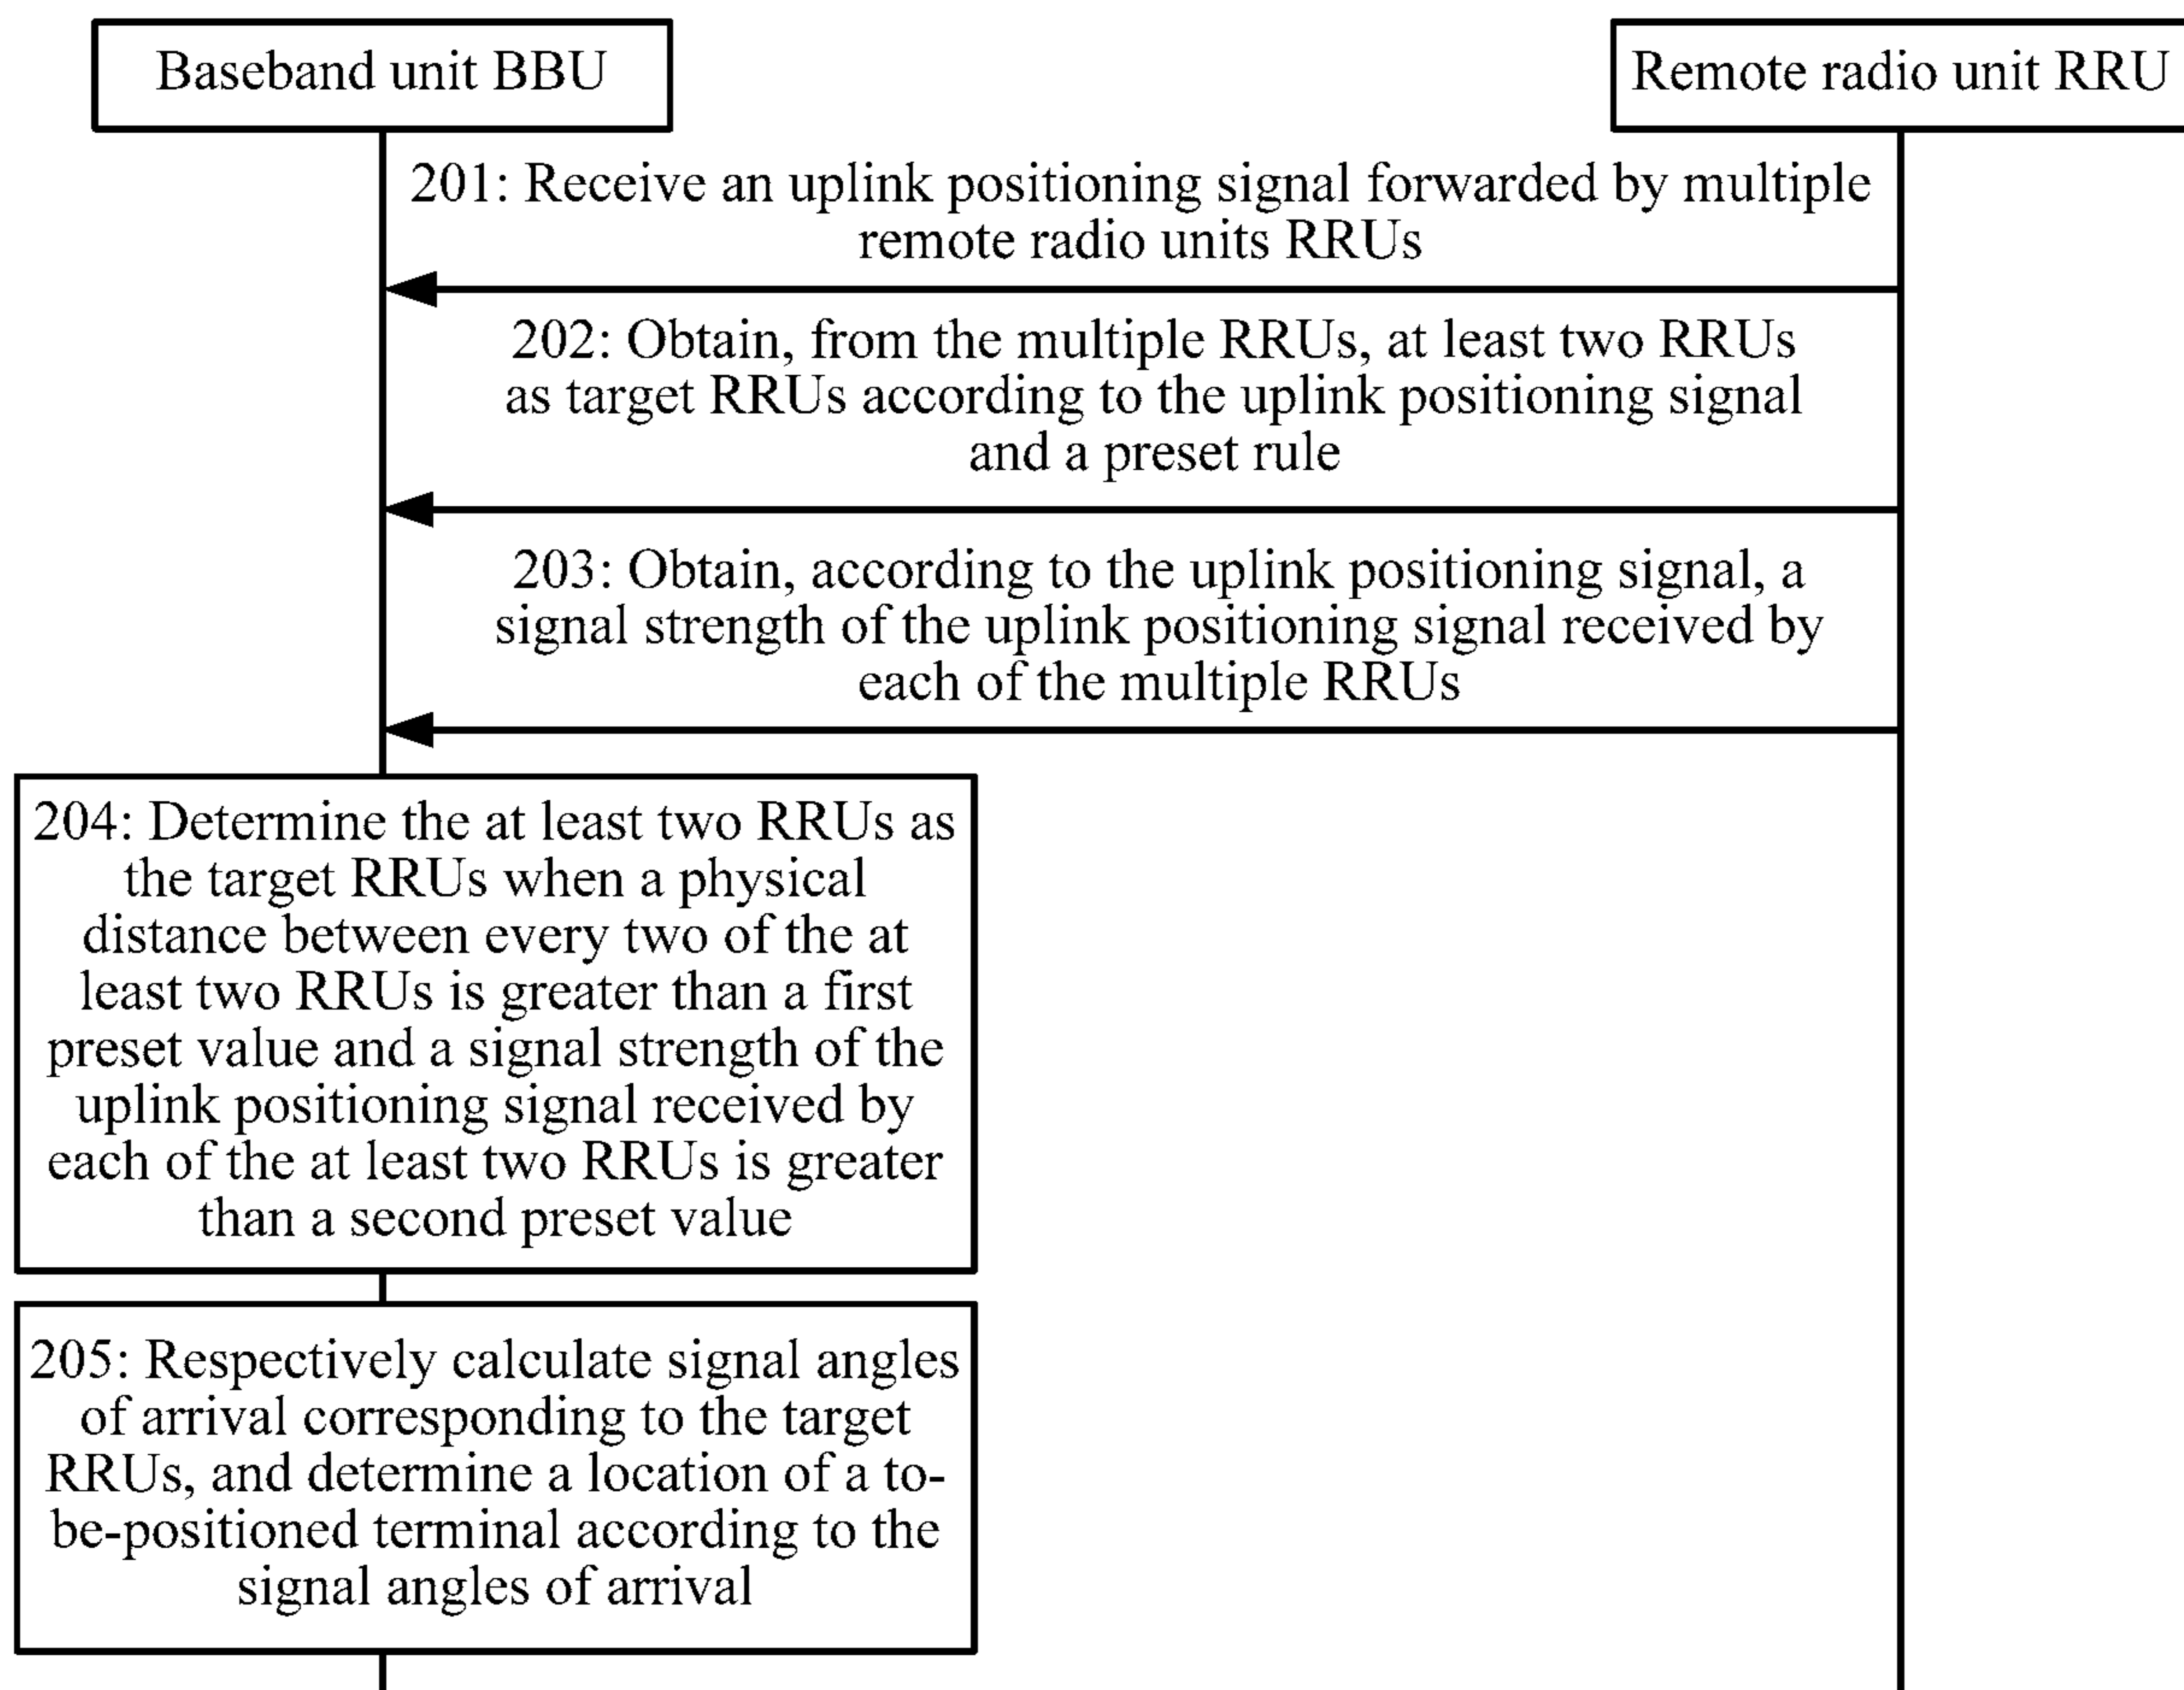 Baseband unit BBU
Remote radio unit RRU
201: Receive an uplink positioning signal forwarded by multiple
remote radio units RRUs
202: Obtain, from the multiple RRUs, at least two RRUs
as target RRUs according to the uplink positioning signal
and a preset rule
203: Obtain, according to the uplink positioning signal, a
signal strength of the uplink positioning signal received by
each of the multiple RRUs
204: Determine the at least two RRUs as
the target RRUs when a physical
distance between every two of the at
least two RRUs is greater than a first
preset value and a signal strength of the
uplink positioning signal received by
each of the at least two RRUs is greater
than a second preset value
205: Respectively calculate signal angles
of arrival corresponding to the target
RRUs, and determine a location of a to-
be-positioned terminal according to the
signal angles of arrival